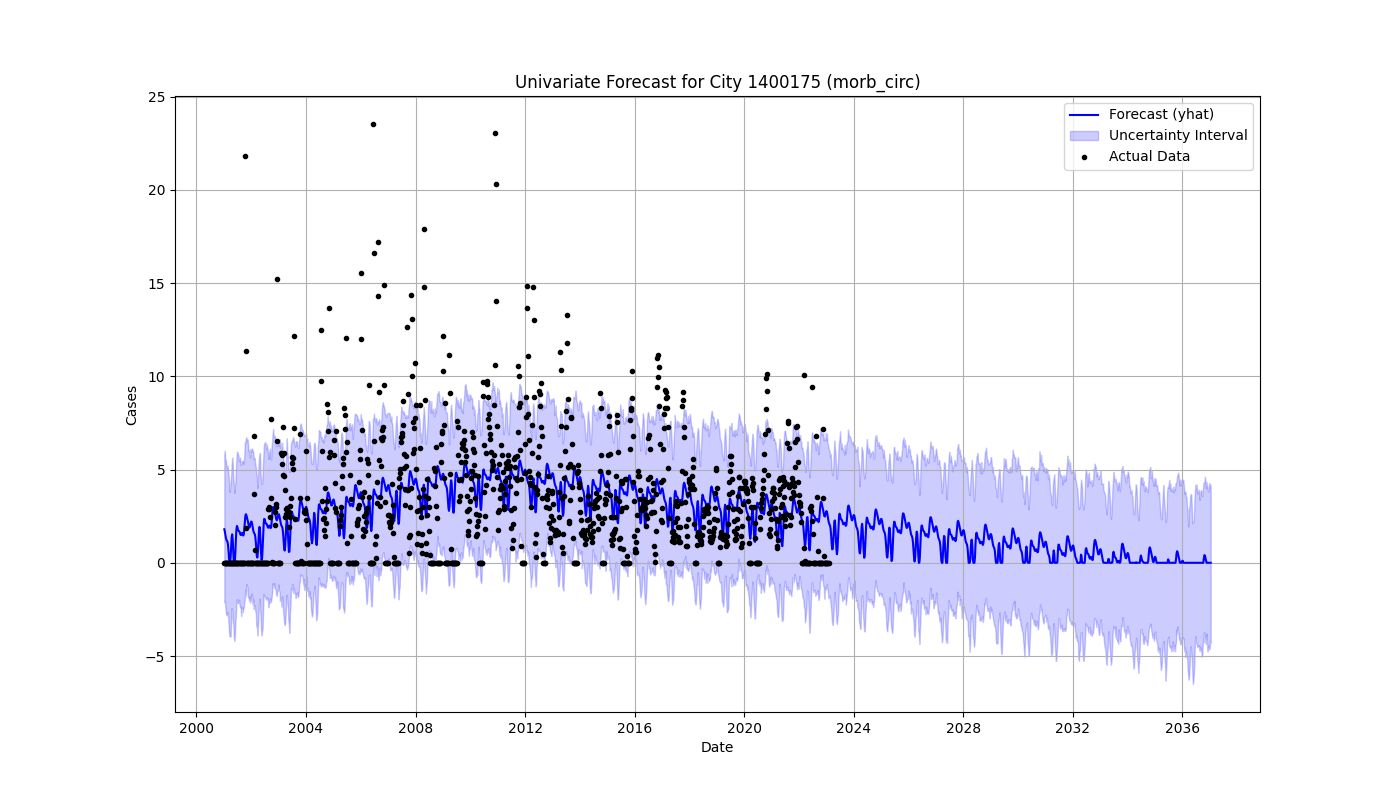 Univariate Forecast for City 1400175 (morb_circ)
Forecast (yhat)
Uncertainty Interval
Actual Data
25
20
15
10
5
0
−5
Cases
2000 2004 2008 2012 2016 2020 2024 2028 2032 2036
Date